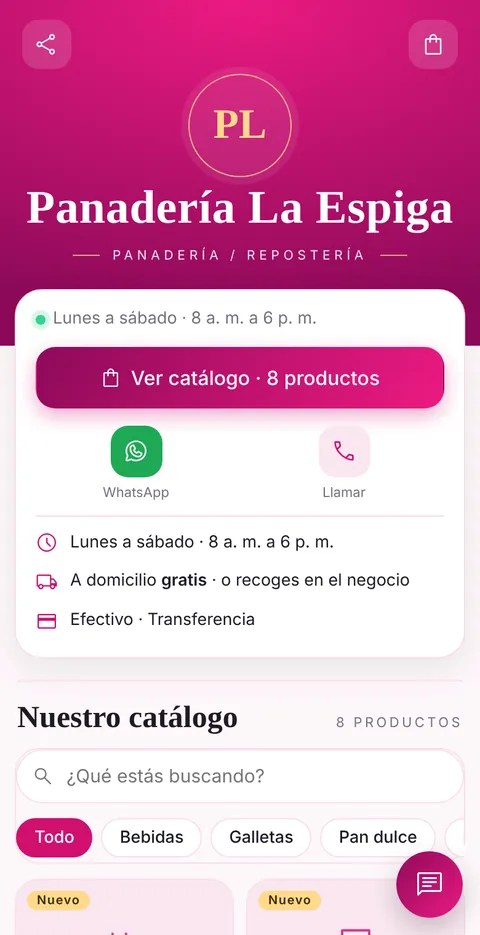 PL
Panadería La Espiga
PANADERÍA / REPOSTERÍA
Lunes a sábado · 8 a. m. a 6 p. m.
Ver catálogo · 8 productos
WhatsApp
Llamar
Lunes a sábado · 8 a. m. a 6 p. m.
A domicilio gratis · o recoges en el negocio
Efectivo · Transferencia
Nuestro catálogo
8 PRODUCTOS
¿Qué estás buscando?
Todo
Bebidas
Galletas
Pan dulce
Nuevo
Nuevo